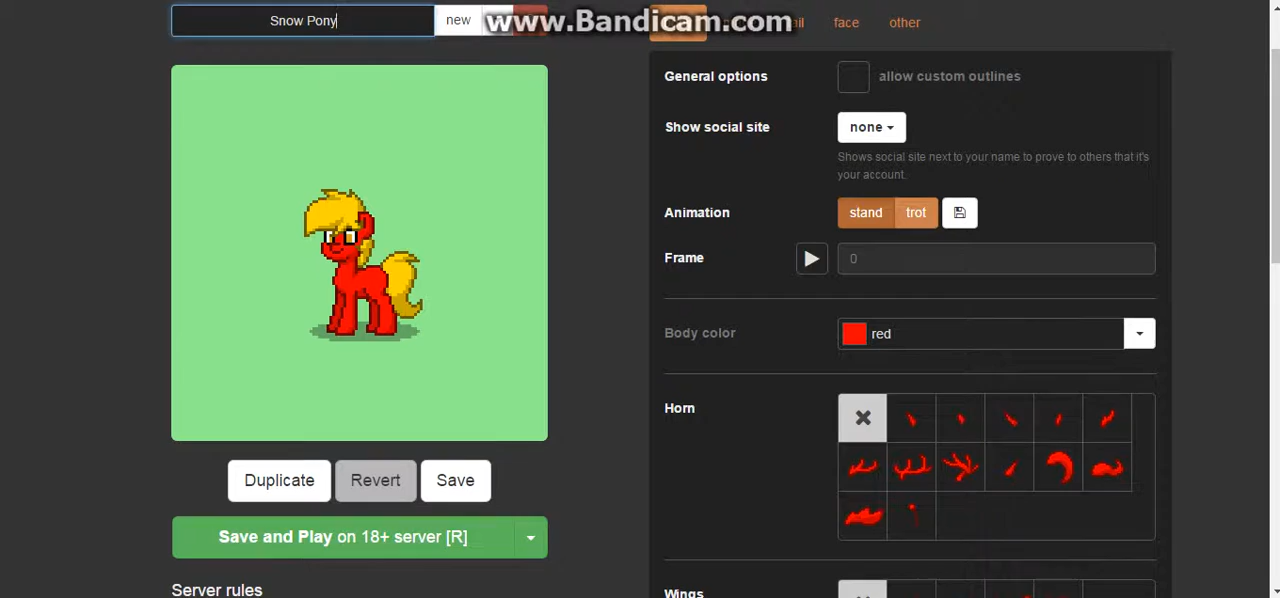 Snow Pony
new
www.Bandicam.com
face
other
General options
allow custom outlines
Show social site
none
Shows social site next to your name to prove to others that it's
your account.
Animation
stand
trot
Frame
0
Body color
red
Horn
Duplicate
Revert
Save
Save and Play on 18+ server [R]
Server rules
Wings